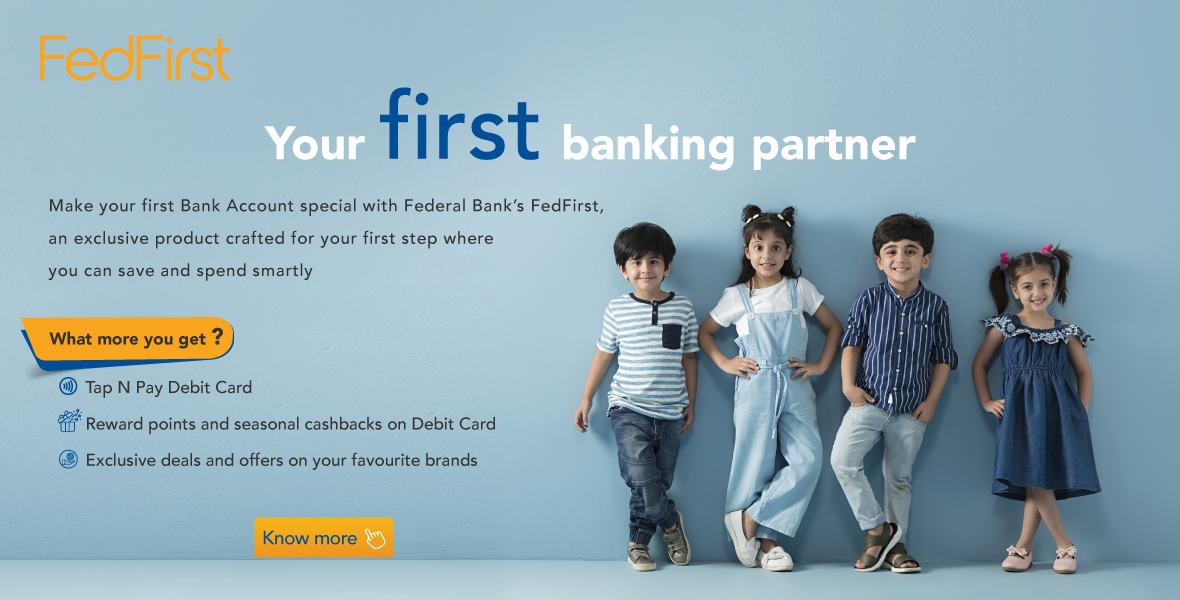 FedFirst
Your first banking partner
Make your first Bank Account special with Federal Bank's FedFirst,
an exclusive product crafted for your first step where
you can save and spend smartly
What more you get ?
Tap N Pay Debit Card
Reward points and seasonal cashbacks on Debit Card
Exclusive deals and offers on your favourite brands
Know more